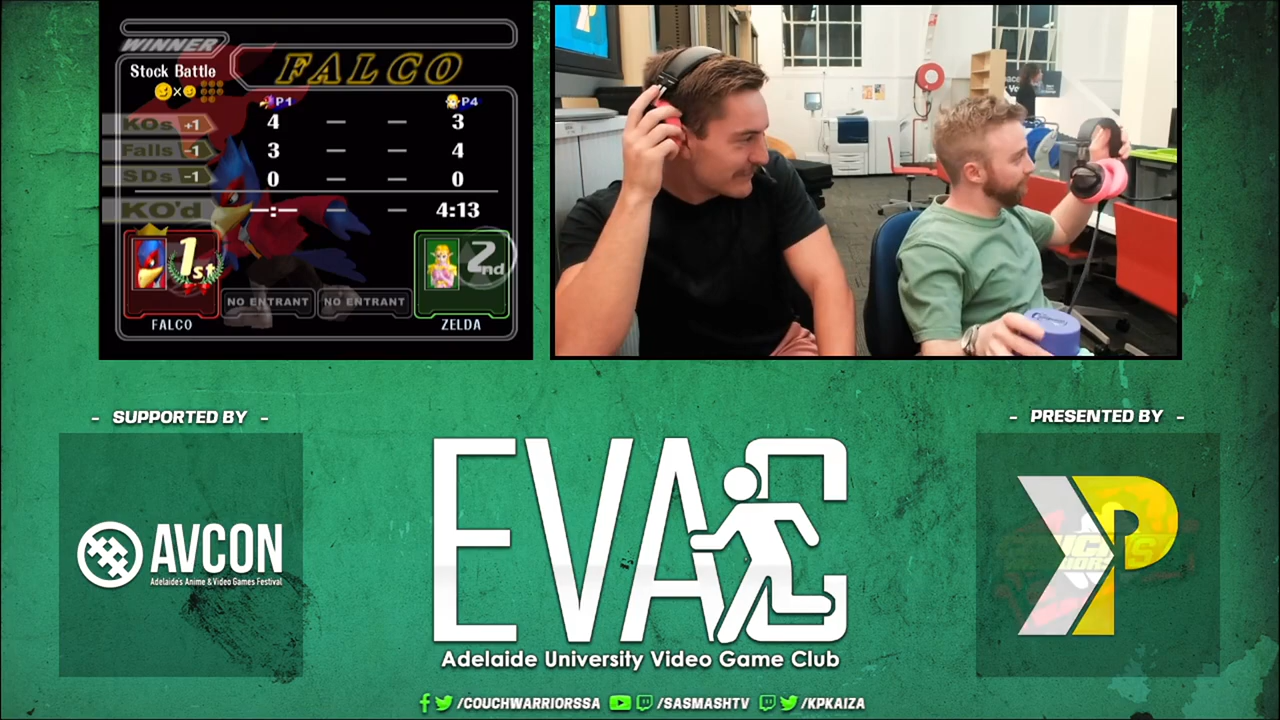 WINNER
FALCO
Stock Battle
P1
P4
KOs +1
4 — — 3
Falls -1
3 — — 4
SDs -1
0 — — 0
KO'd
—:— — — 4:13
1st
NO ENTRANT
NO ENTRANT
2nd
FALCO
ZELDA
- SUPPORTED BY -
AVCON
Adelaide's Anime & Video Games Festival
EVAC
Adelaide University Video Game Club
- PRESENTED BY -
KP
/COUCHWARRIORSSA
/SASMASHTV
/KPKAIZA